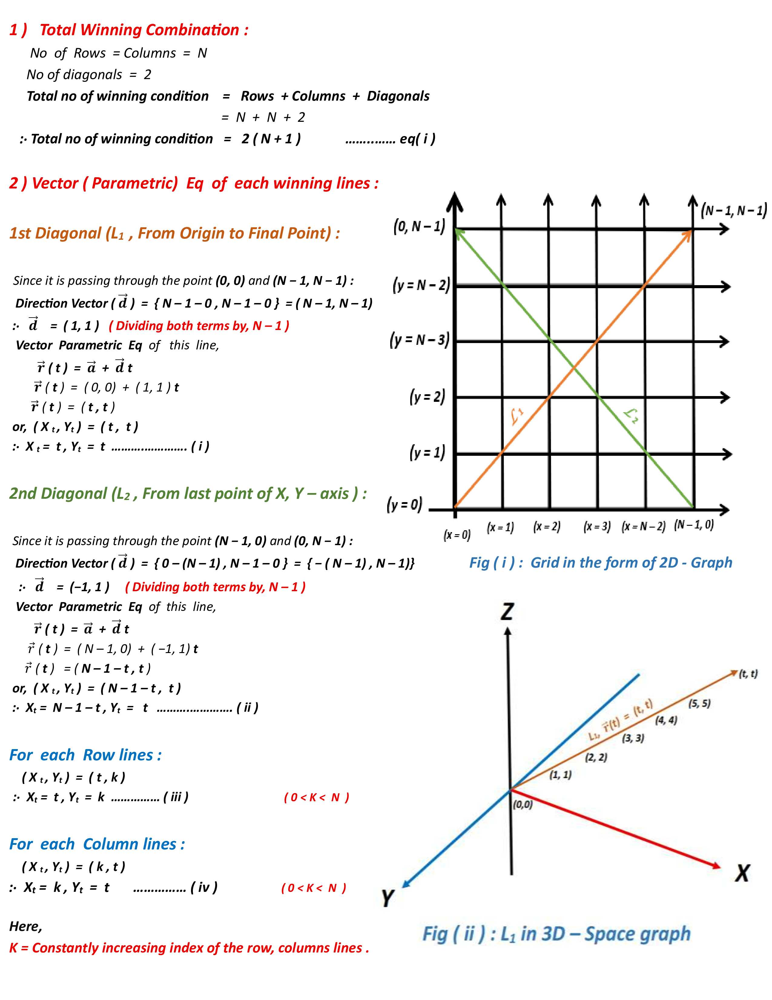 1 ) Total Winning Combination :
No of Rows = Columns = N
No of diagonals = 2
Total no of winning condition = Rows + Columns + Diagonals
= N + N + 2
:· Total no of winning condition = 2 ( N + 1 ) ………….. eq( i )
2 ) Vector ( Parametric) Eq of each winning lines :
1st Diagonal (L₁ , From Origin to Final Point) :
Since it is passing through the point (0, 0) and (N – 1, N – 1) :
Direction Vector ( d⃗ ) = { N – 1 – 0 , N – 1 – 0 } = ( N – 1, N – 1)
:· d⃗ = ( 1, 1 ) ( Dividing both terms by, N – 1 )
Vector Parametric Eq of this line,
r⃗ ( t ) = a⃗ + d⃗ t
r⃗ ( t ) = ( 0, 0) + ( 1, 1 ) t
r⃗ ( t ) = ( t , t )
or, ( X ₜ , Yₜ ) = ( t , t )
:· X ₜ = t , Yₜ = t ………………… ( i )
2nd Diagonal (L₂ , From last point of X, Y – axis ) :
Since it is passing through the point (N – 1, 0) and (0, N – 1) :
Direction Vector ( d⃗ ) = { 0 – (N – 1) , N – 1 – 0 } = { – ( N – 1) , N – 1)}
:· d⃗ = (–1, 1 ) ( Dividing both terms by, N – 1 )
Vector Parametric Eq of this line,
r⃗ ( t ) = a⃗ + d⃗ t
r⃗ ( t ) = ( N – 1, 0) + ( –1, 1) t
r⃗ ( t ) = ( N – 1 – t , t )
or, ( X ₜ , Yₜ ) = ( N – 1 – t , t )
:· Xₜ = N – 1 – t , Yₜ = t ………………… ( ii )
For each Row lines :
( X ₜ , Yₜ ) = ( t , k )
:· Xₜ = t , Yₜ = k …………… ( iii ) ( 0 < K < N )
For each Column lines :
( X ₜ , Yₜ ) = ( k , t )
:· Xₜ = k , Yₜ = t …………… ( iv ) ( 0 < K < N )
Here,
K = Constantly increasing index of the row, columns lines .
(N – 1, N – 1)
(0, N – 1)
(y = N – 2)
(y = N – 3)
(y = 2)
L₁
L₂
(y = 1)
(y = 0)
(x = 0)
(x = 1)
(x = 2)
(x = 3)
(x = N – 2)
(N – 1, 0)
Fig ( i ) : Grid in the form of 2D - Graph
Z
(t, t)
L₁, r⃗(t) = (t, t)
(5, 5)
(4, 4)
(3, 3)
(2, 2)
(1, 1)
(0,0)
X
Y
Fig ( ii ) : L₁ in 3D – Space graph